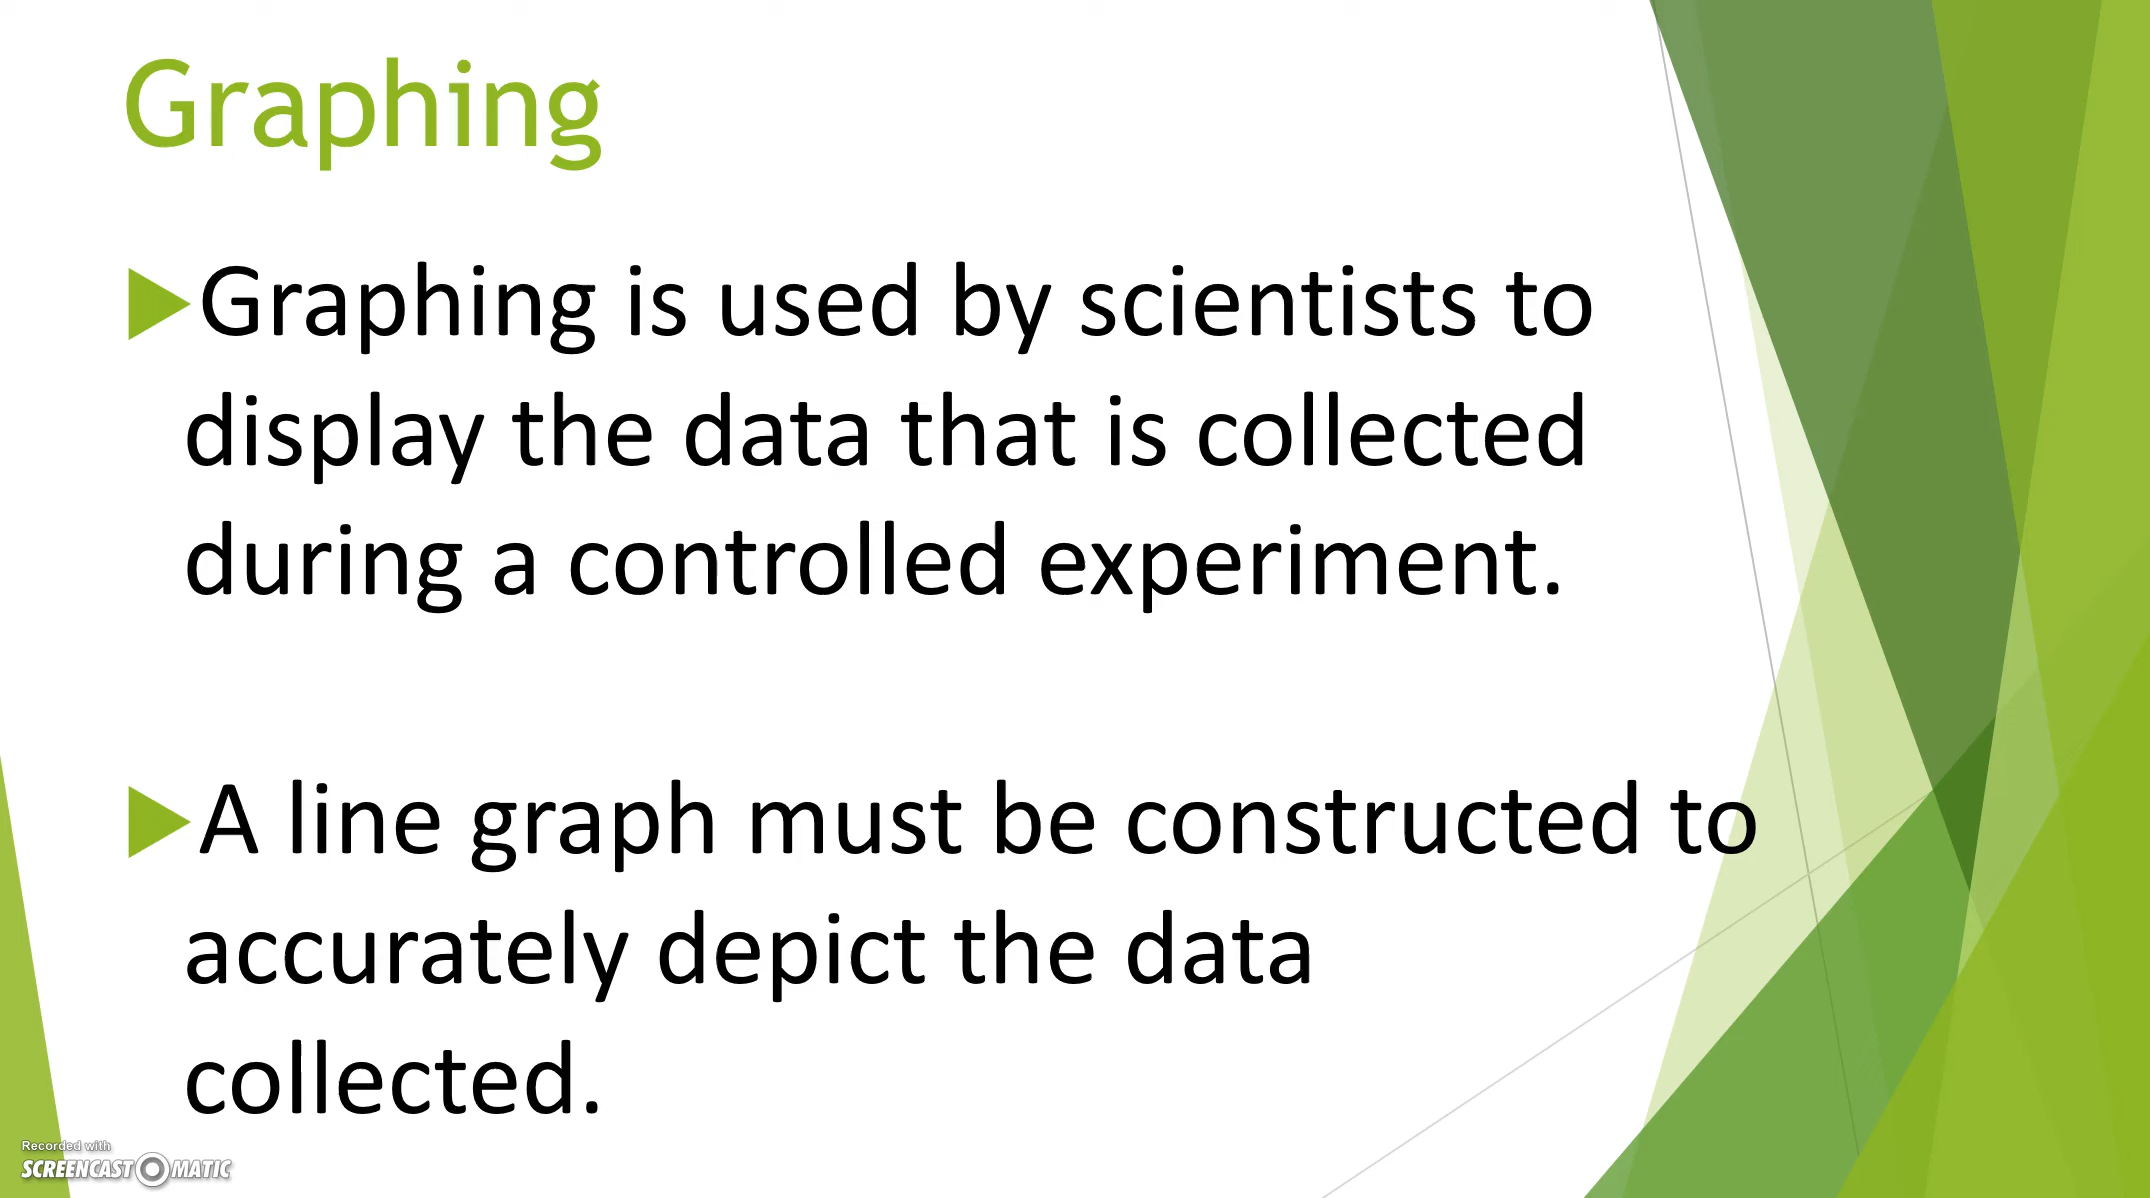 Graphing
Graphing is used by scientists to
display the data that is collected
during a controlled experiment.
A line graph must be constructed to
accurately depict the data
collected.
Recorded with
SCREENCAST MATIC